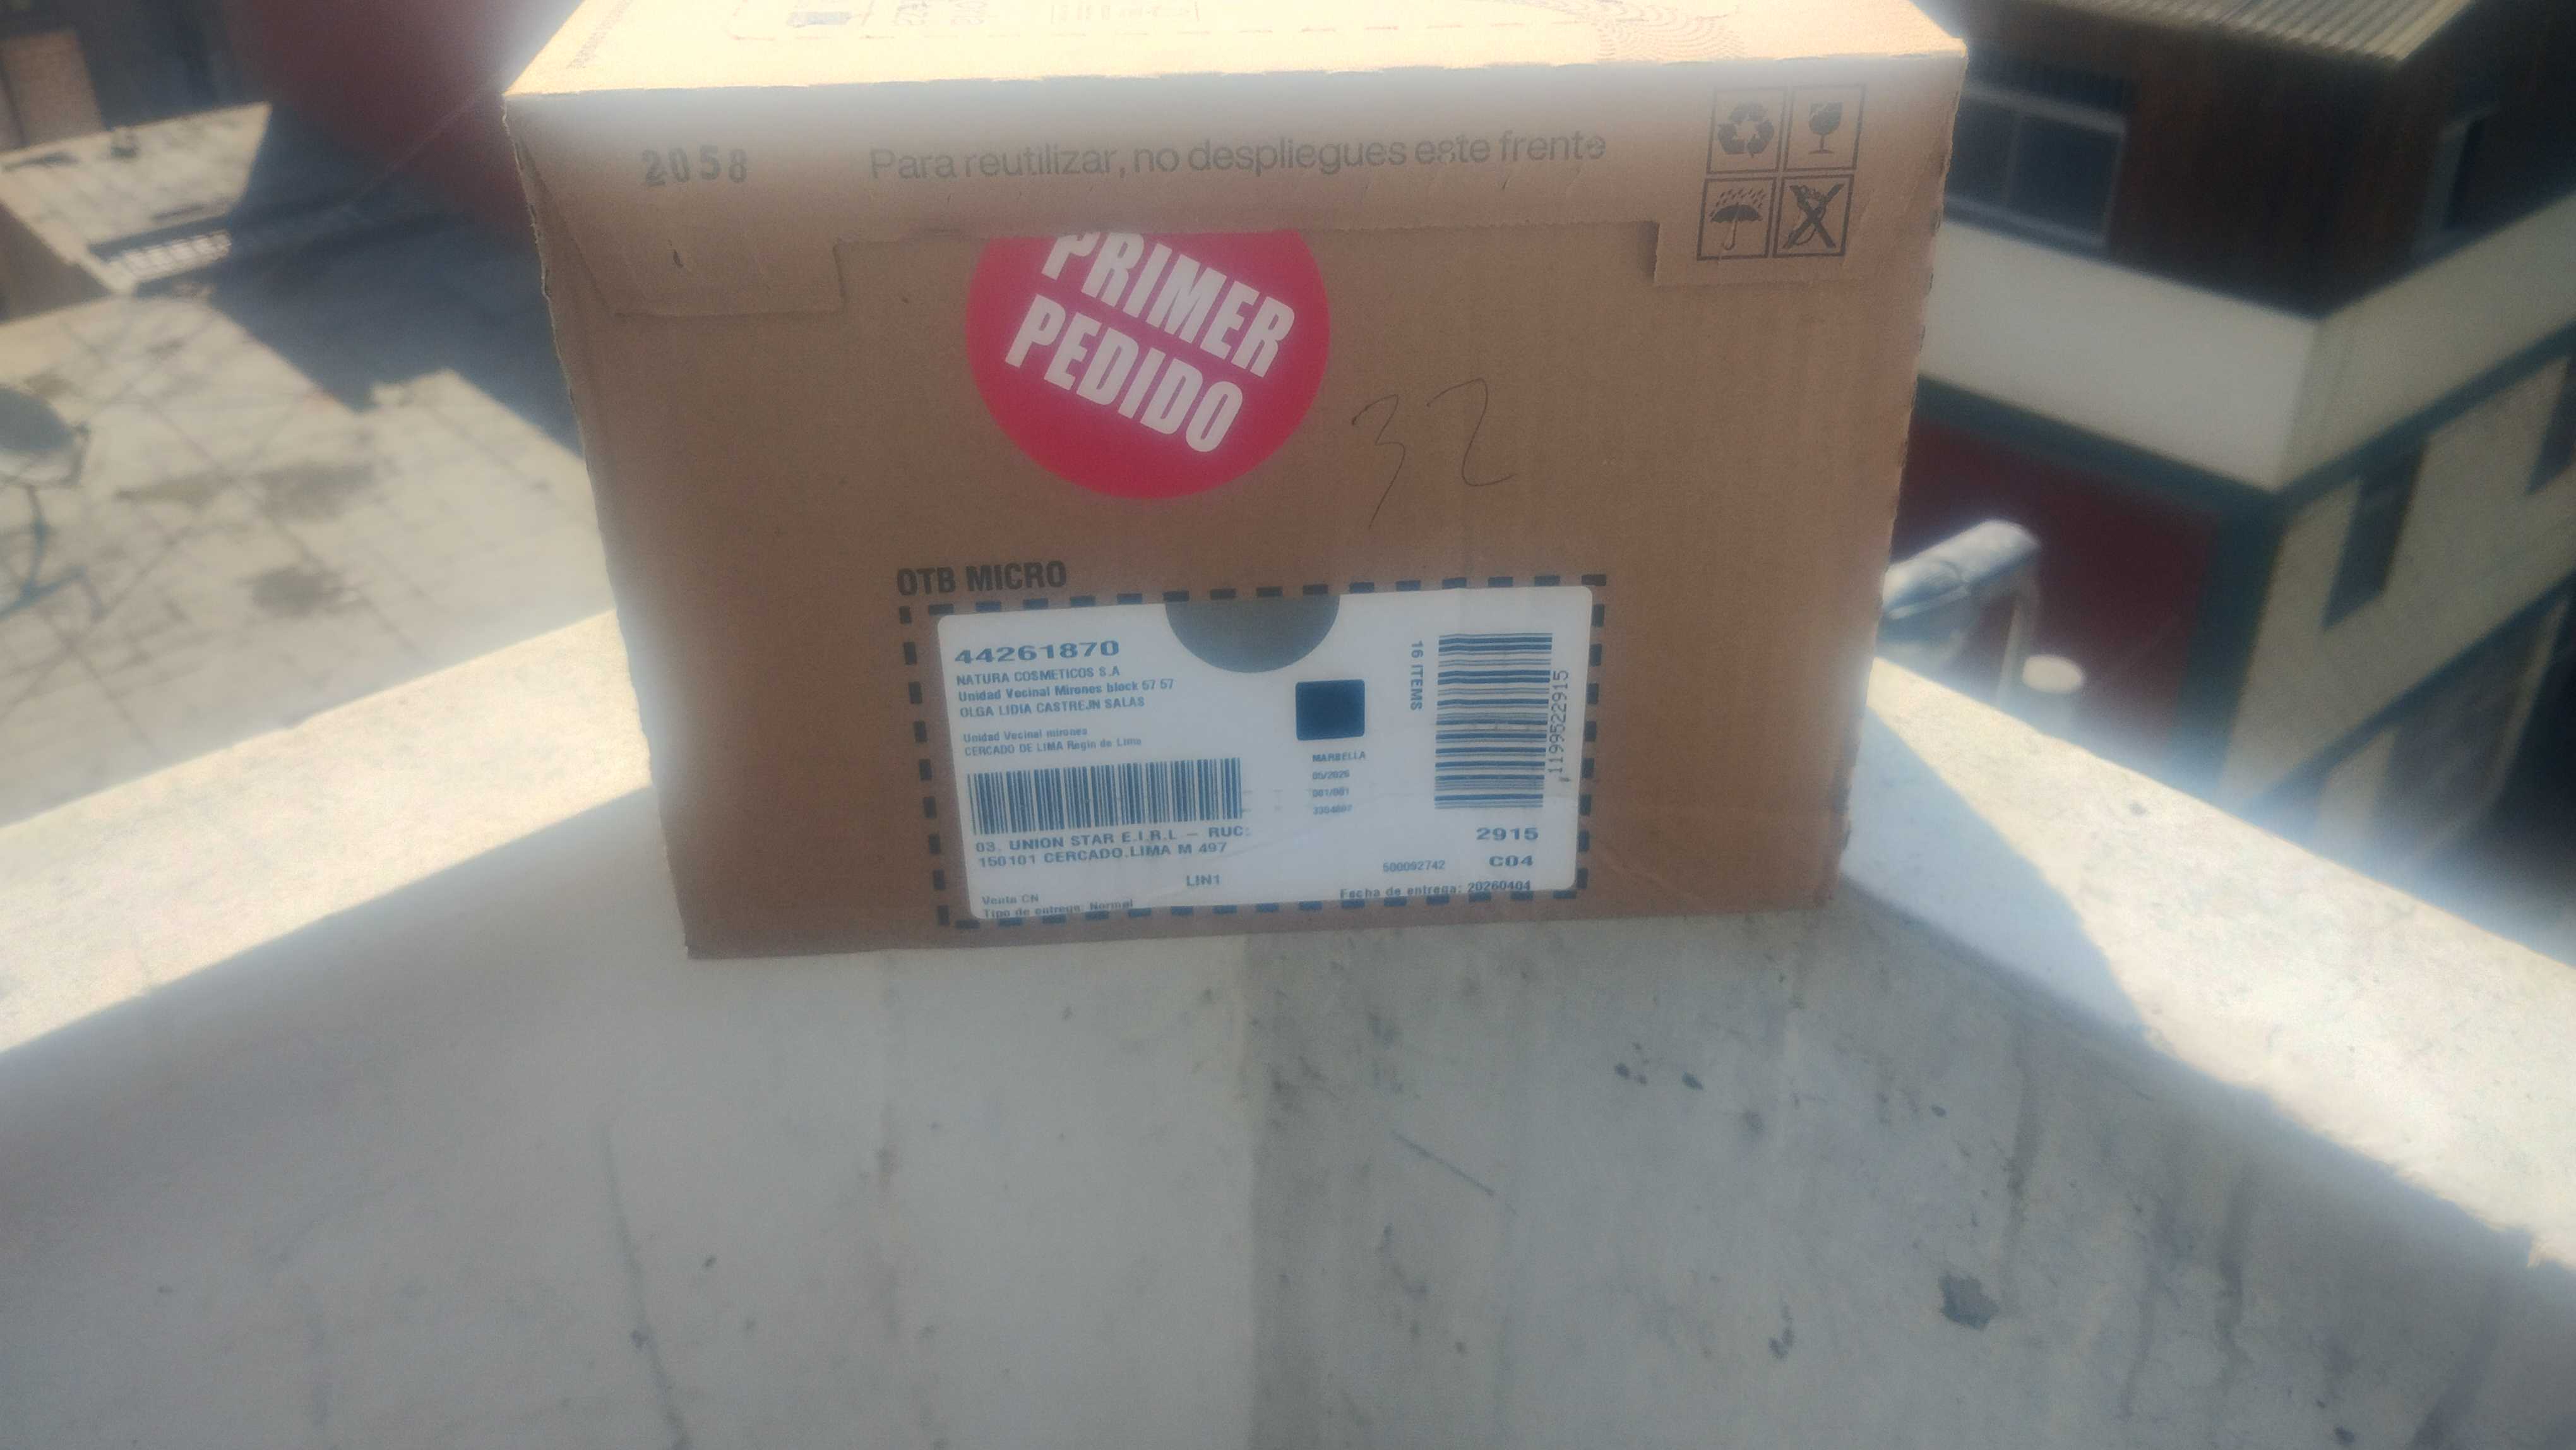 2058
Para reutilizar, no despliegues este frente
PRIMER
PEDIDO
32
OTB MICRO
44261870
NATURA COSMETICOS S.A
Unidad Vecinal Mirones block 57 57
OLGA LIDIA CASTREJN SALAS
Unidad Vecinal mirones
CERCADO DE LIMA Regin de Lima
16 ITEMS
1199522915
MARBELLA
05/2026
001/001
03. UNION STAR E.I.R.L - RUC:
150101 CERCADO.LIMA M 497
LIN1
2915
500092742
C04
Venta CN
Tipo de entrega: Normal
Fecha de entrega: 20260404